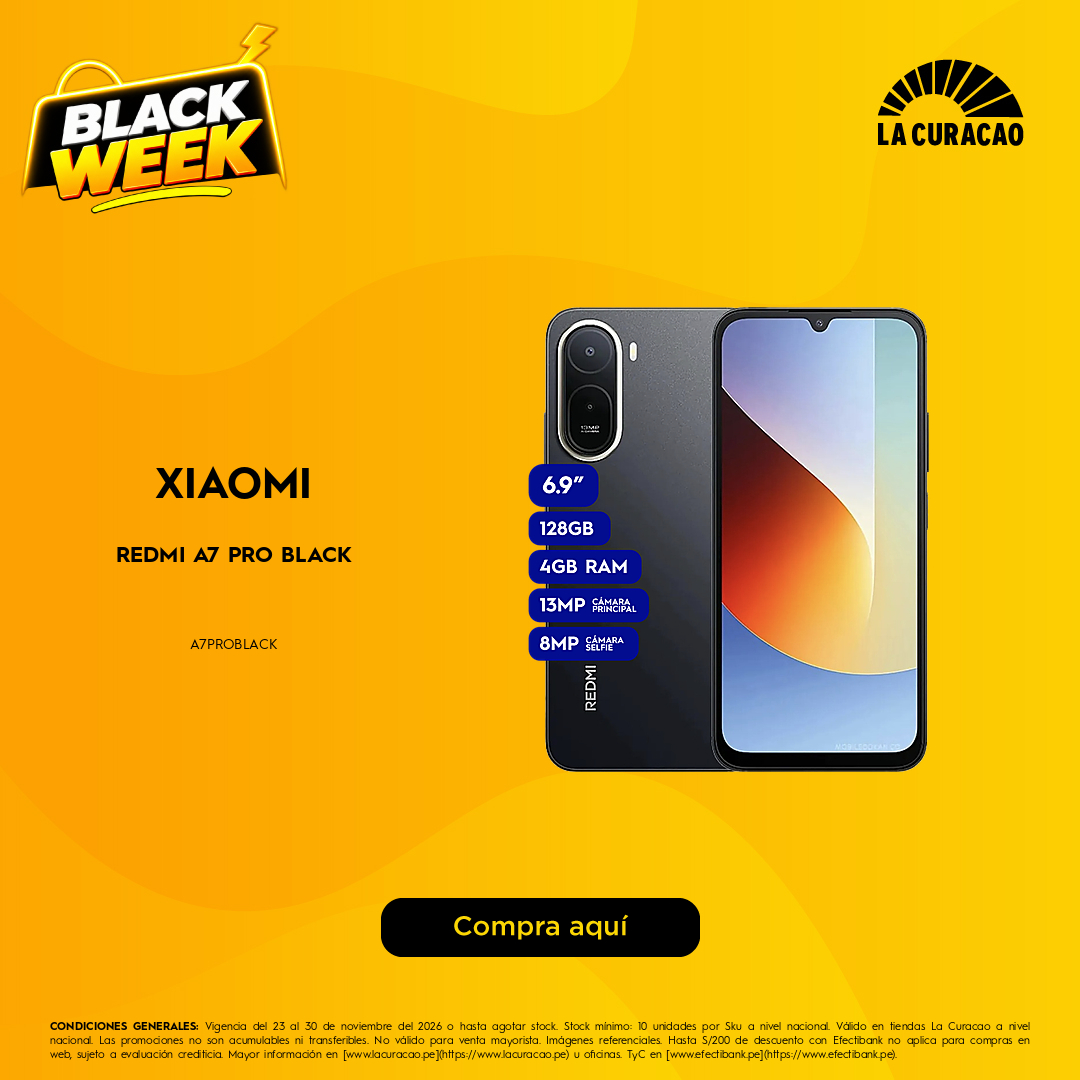 BLACK
WEEK
LA CURACAO
XIAOMI
REDMI A7 PRO BLACK
A7PROBLACK
13MP
6.9”
128GB
4GB RAM
13MP CÁMARA PRINCIPAL
8MP CÁMARA SELFIE
REDMI
Compra aquí
CONDICIONES GENERALES: Vigencia del 23 al 30 de noviembre del 2026 o hasta agotar stock. Stock mínimo: 10 unidades por Sku a nivel nacional. Válido en tiendas La Curacao a nivel
nacional. Las promociones no son acumulables ni transferibles. No válido para venta mayorista. Imágenes referenciales. Hasta S/200 de descuento con Efectibank no aplica para compras en
web, sujeto a evaluación crediticia. Mayor información en [www.lacuracao.pe](https://www.lacuracao.pe) u oficinas. TyC en [www.efectibank.pe](https://www.efectibank.pe).